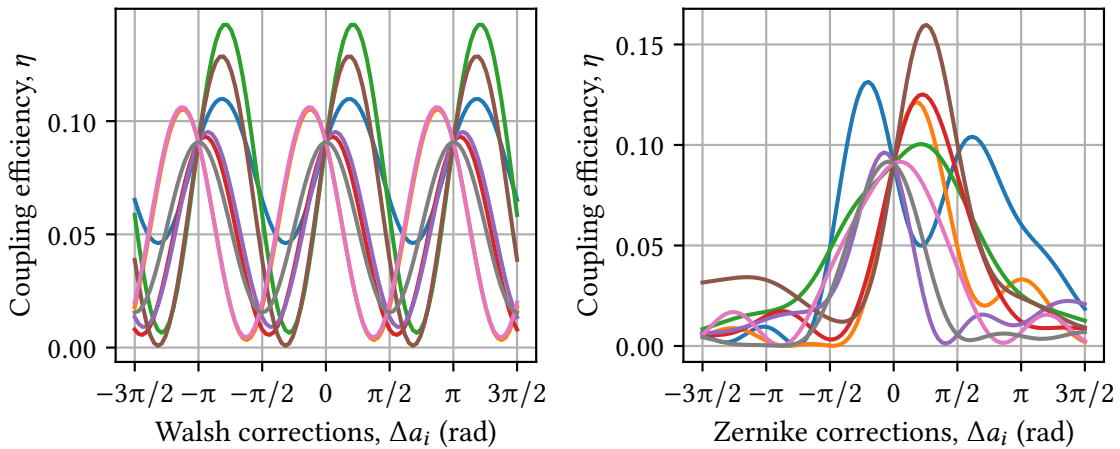 Coupling efficiency, η
0.10
0.05
0.00
−3π/2 −π −π/2 0 π/2 π 3π/2
Walsh corrections, Δaᵢ (rad)
Coupling efficiency, η
0.15
0.10
0.05
0.00
−3π/2 −π −π/2 0 π/2 π 3π/2
Zernike corrections, Δaᵢ (rad)